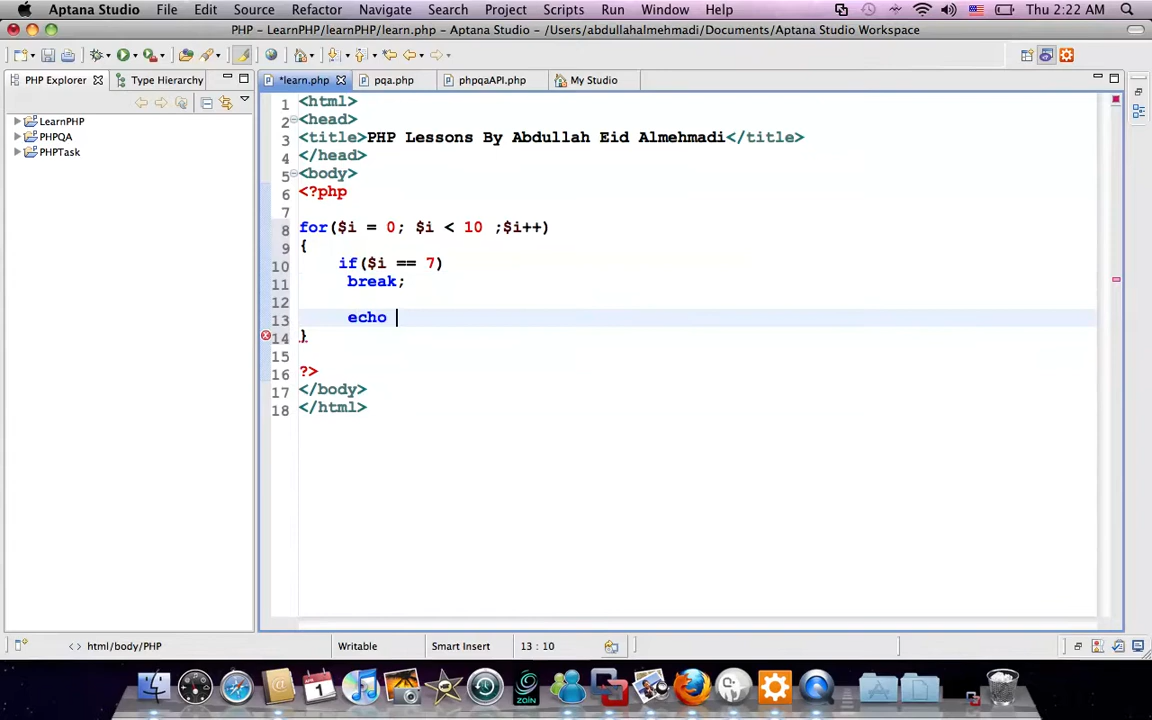 Aptana Studio File Edit Source Refactor Navigate Search Project Scripts Run Window Help Thu 2:22 AM
PHP - LearnPHP/learnPHP/learn.php - Aptana Studio - /Users/abdullahalmehmadi/Documents/Aptana Studio Workspace
PHP Explorer Type Hierarchy *learn.php pqa.php phpqaAPI.php My Studio
LearnPHP
PHPQA
PHPTask
1 <html>
2 <head>
3 <title>PHP Lessons By Abdullah Eid Almehmadi</title>
4 </head>
5 <body>
6 <?php
7
8 for($i = 0; $i < 10 ;$i++)
9 {
10 if($i == 7)
11 break;
12
13 echo
14 }
15
16 ?>
17 </body>
18 </html>
<> html/body/PHP Writable Smart Insert 13 : 10
APR
1
zain